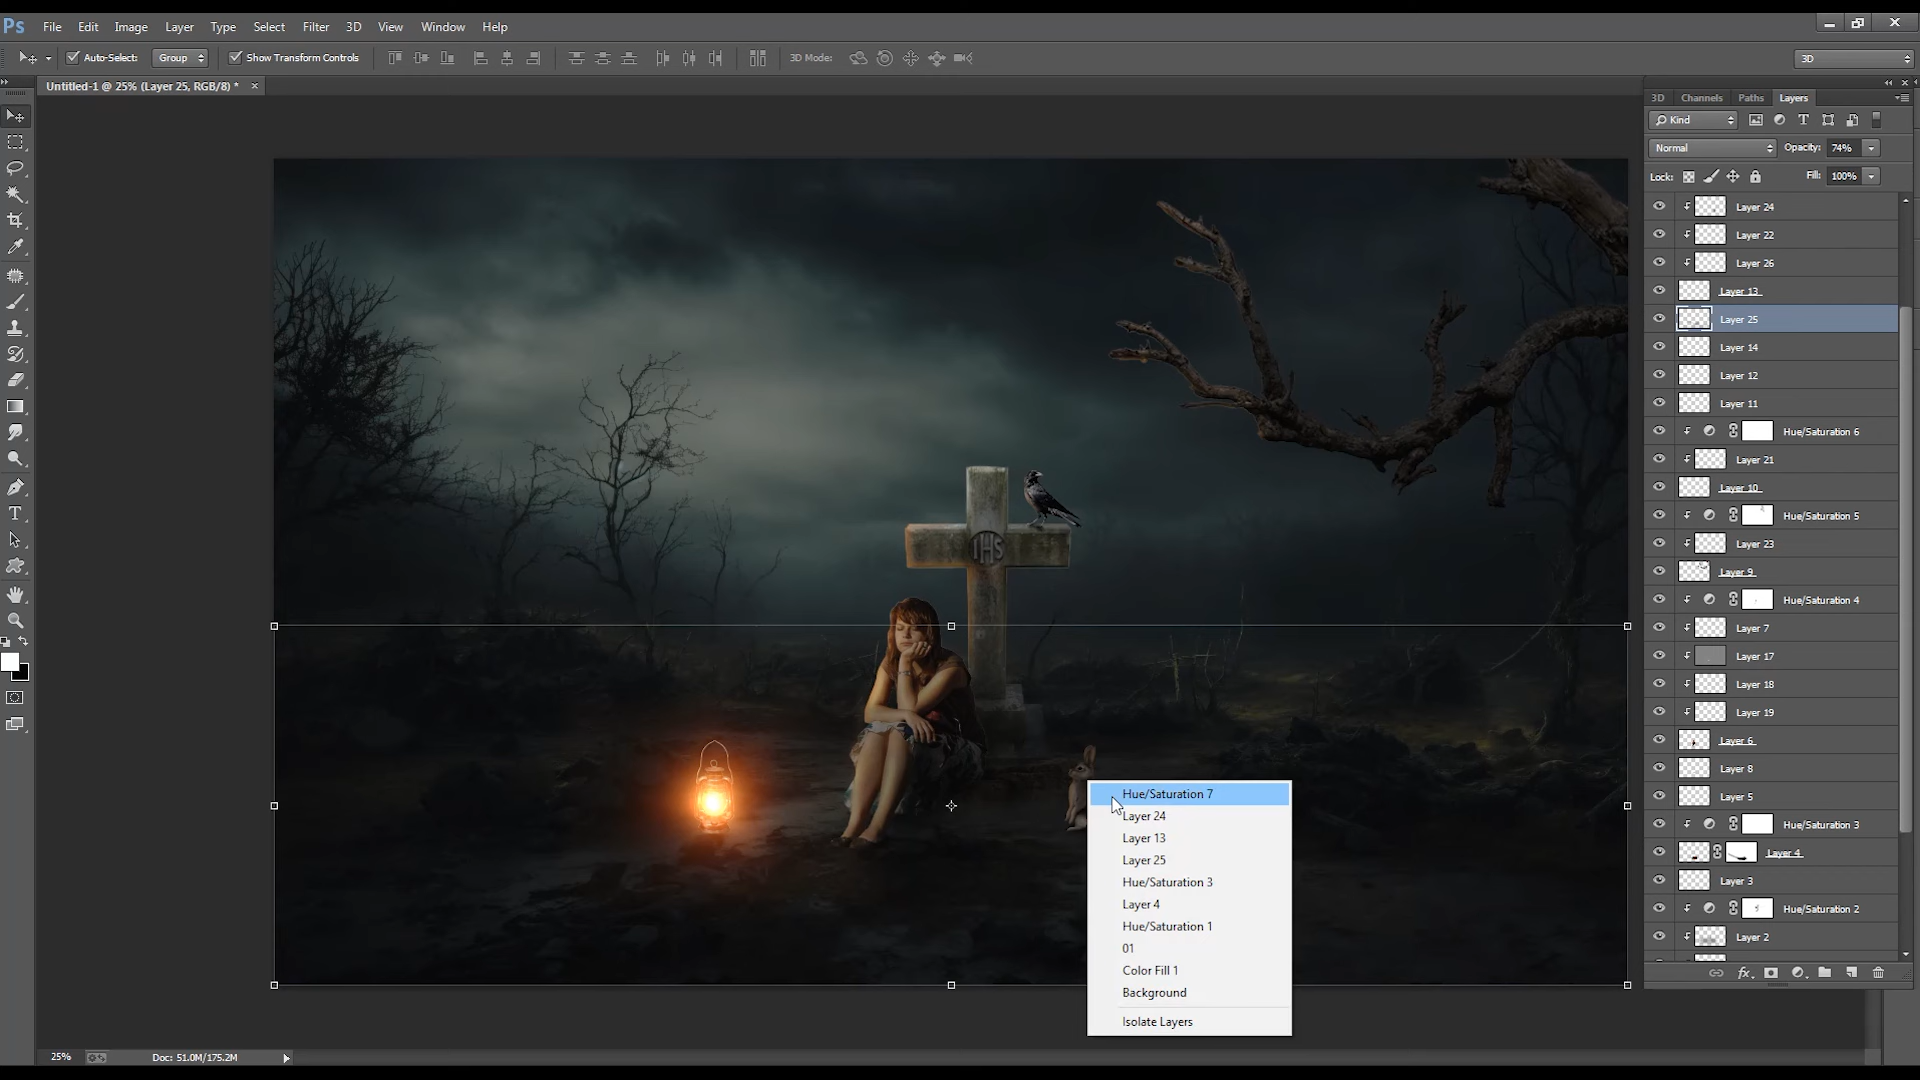 Ps File Edit Image Layer Type Select Filter 3D View Window Help
Auto-Select: Group Show Transform Controls 3D Mode: 3D
Untitled-1 @ 25% (Layer 25, RGB/8) *
3D Channels Paths Layers
Kind
Normal Opacity: 74%
Lock: Fill: 100%
Layer 24
Layer 22
Layer 26
Layer 13
Layer 25
Layer 14
Layer 12
Layer 11
Hue/Saturation 6
Layer 21
Layer 10
Hue/Saturation 5
Layer 23
Layer 9
Hue/Saturation 4
Layer 7
Layer 17
Layer 18
Layer 19
Layer 6
Layer 8
Layer 5
Hue/Saturation 3
Layer 4
Layer 3
Hue/Saturation 2
Layer 2
fx
IHS
Hue/Saturation 7
Layer 24
Layer 13
Layer 25
Hue/Saturation 3
Layer 4
Hue/Saturation 1
01
Color Fill 1
Background
Isolate Layers
25% Doc: 51.0M/175.2M